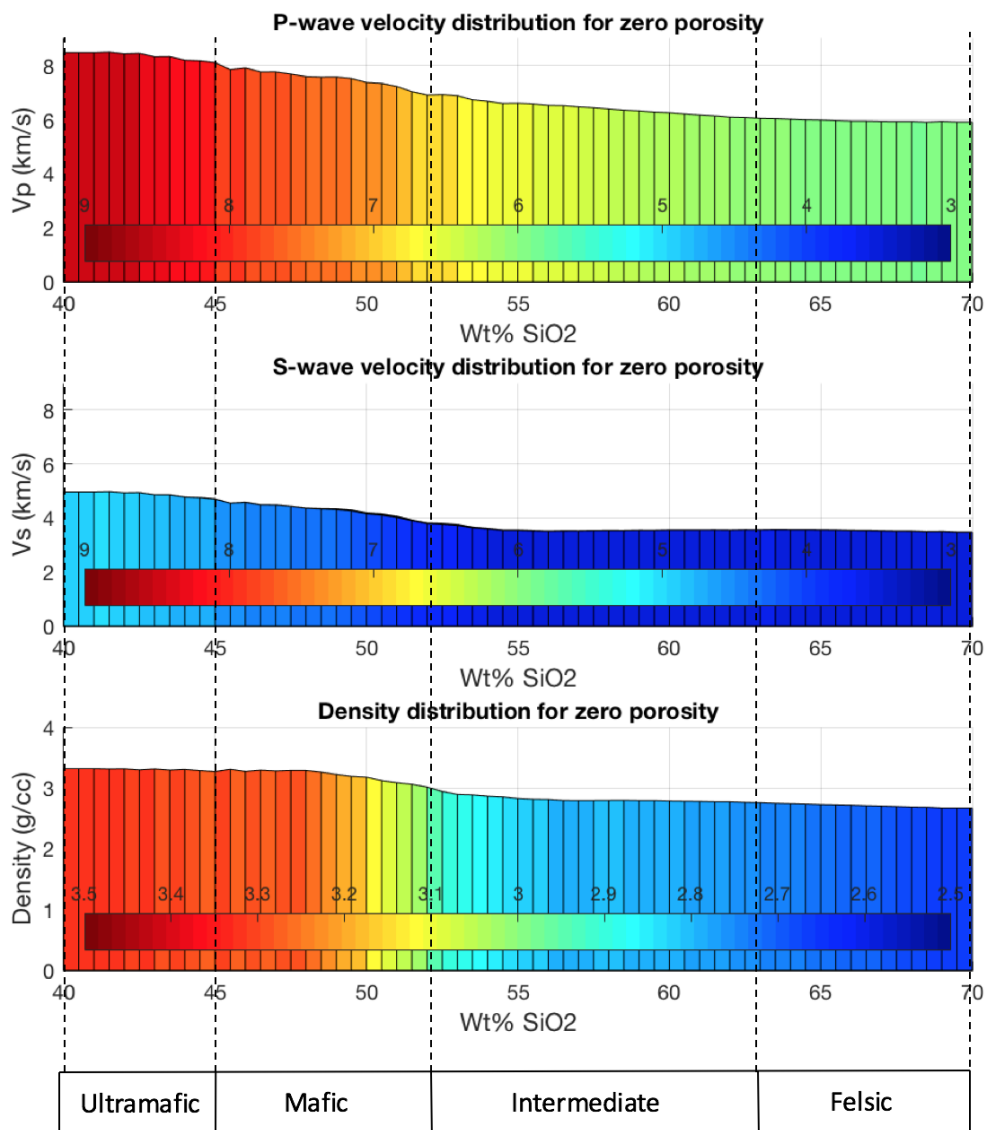 P-wave velocity distribution for zero porosity
Vp (km/s)
8
6
4
2
0
9 8 7 6 5 4 3
40 45 50 55 60 65 70
Wt% SiO2
S-wave velocity distribution for zero porosity
Vs (km/s)
8
6
4
2
0
9 8 7 6 5 4 3
40 45 50 55 60 65 70
Wt% SiO2
Density distribution for zero porosity
Density (g/cc)
4
3
2
1
0
3.5 3.4 3.3 3.2 3.1 3 2.9 2.8 2.7 2.6 2.5
40 45 50 55 60 65 70
Wt% SiO2
Ultramafic Mafic Intermediate Felsic